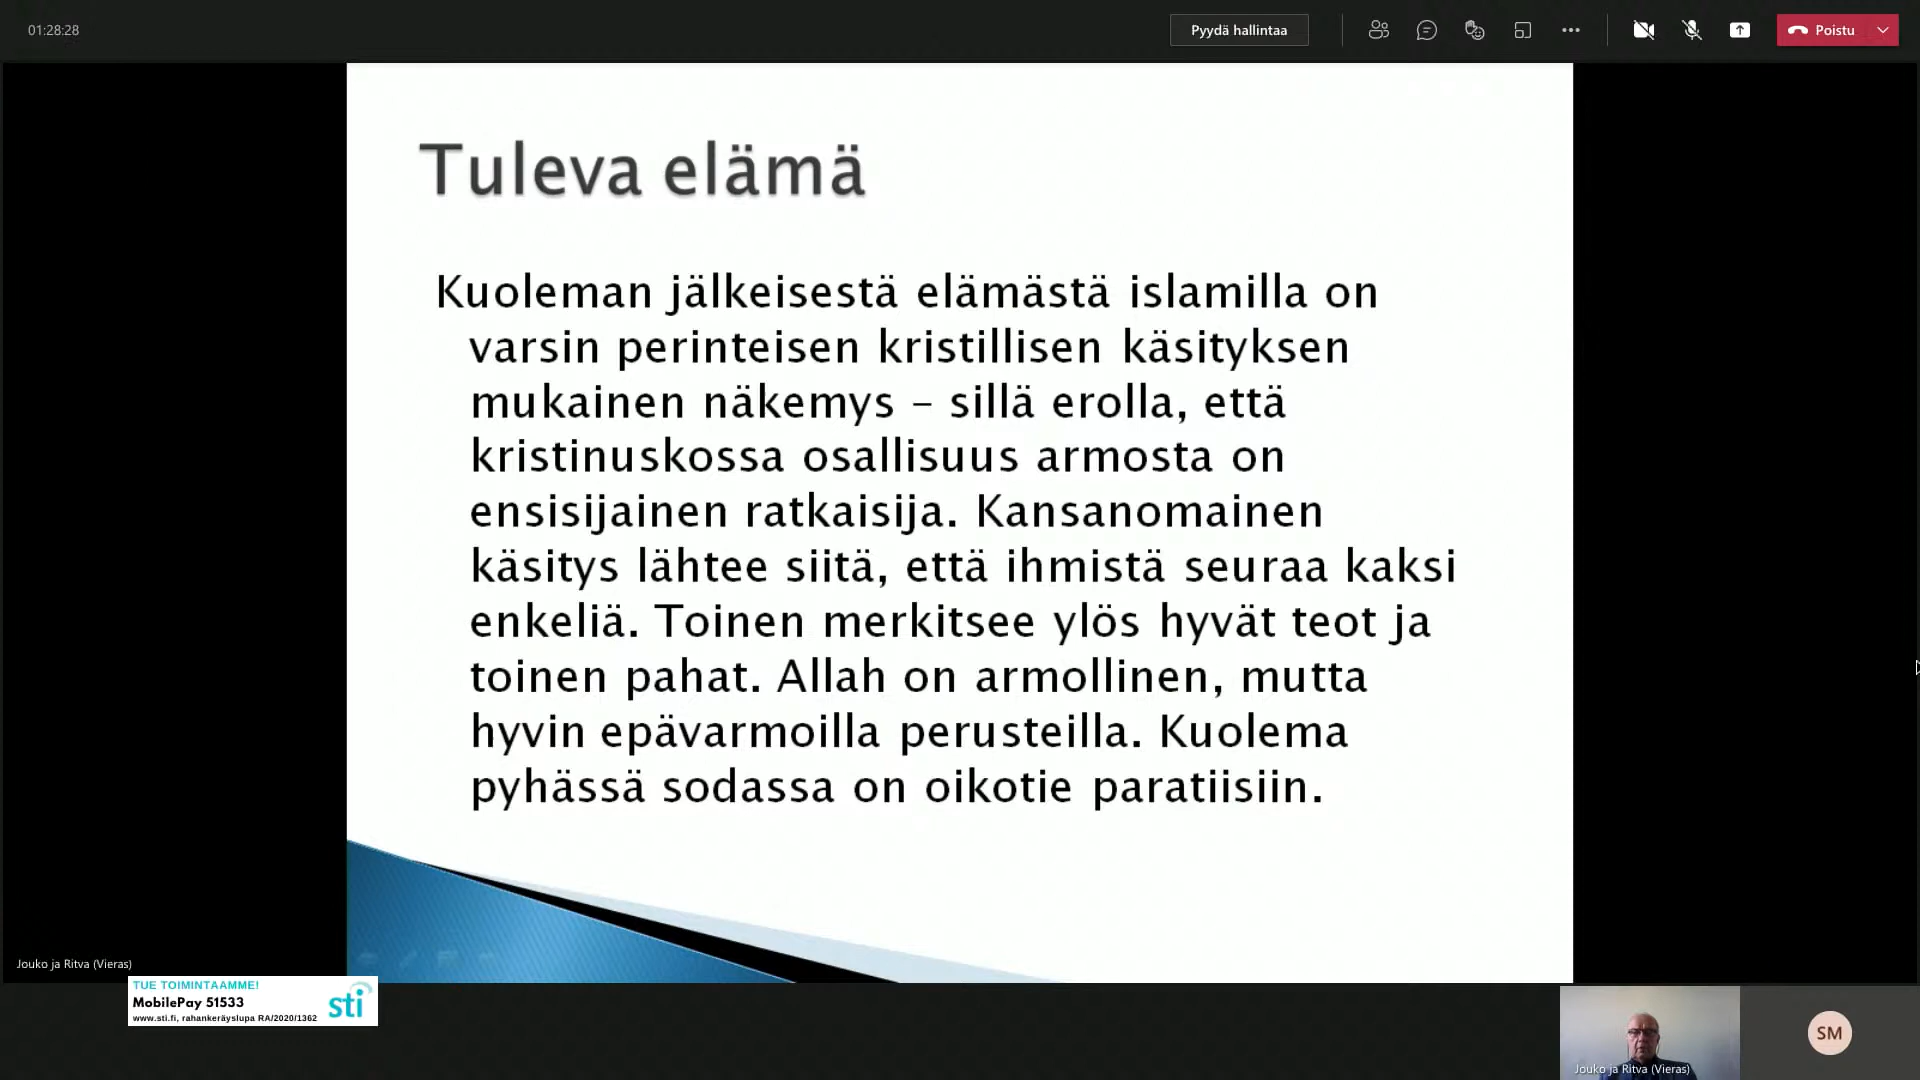 01:28:28
Pyydä hallintaa
Poistu
Tuleva elämä
Kuoleman jälkeisestä elämästä islamilla on
varsin perinteisen kristillisen käsityksen
mukainen näkemys – sillä erolla, että
kristinuskossa osallisuus armosta on
ensisijainen ratkaisija. Kansanomainen
käsitys lähtee siitä, että ihmistä seuraa kaksi
enkeliä. Toinen merkitsee ylös hyvät teot ja
toinen pahat. Allah on armollinen, mutta
hyvin epävarmoilla perusteilla. Kuolema
pyhässä sodassa on oikotie paratiisiin.
Jouko ja Ritva (Vieras)
TUE TOIMINTAAMME!
MobilePay 51533
www.sti.fi, rahankeräyslupa RA/2020/1362
sti
Jouko ja Ritva (Vieras)
SM